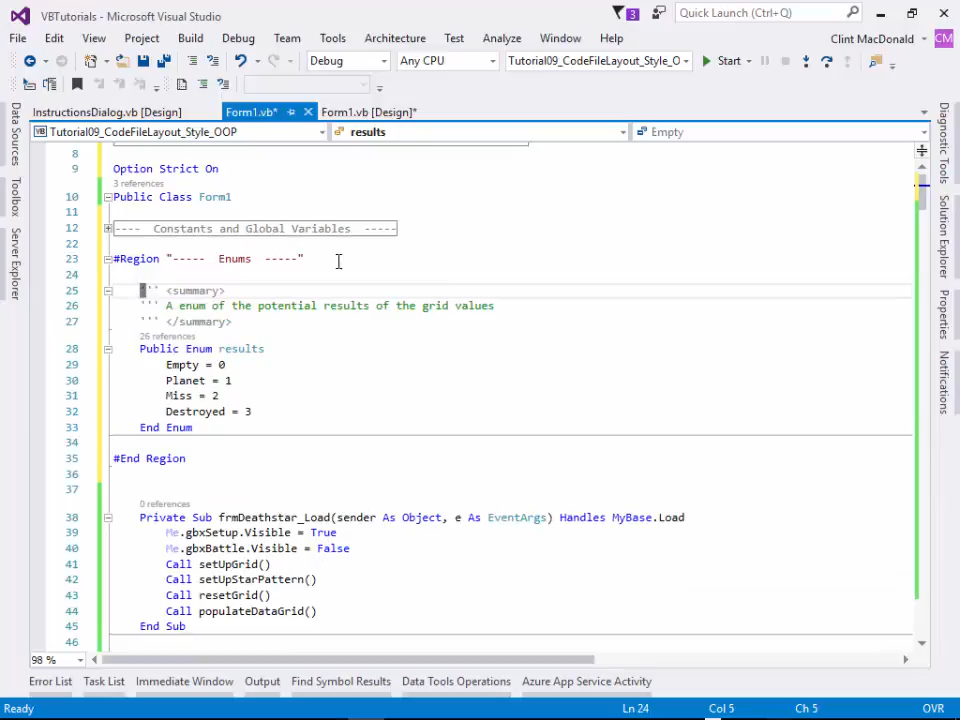 VBTutorials - Microsoft Visual Studio
3
Quick Launch (Ctrl+Q)
File Edit View Project Build Debug Team Tools Architecture Test Analyze Window Help
Clint MacDonald CM
Debug Any CPU Tutorial09_CodeFileLayout_Style_O Start
InstructionsDialog.vb [Design] Form1.vb* Form1.vb [Design]*
VB Tutorial09_CodeFileLayout_Style_OOP results Empty
Data Sources
Toolbox
Server Explorer
Diagnostic Tools
Solution Explorer
Properties
Notifications
8
9 Option Strict On
3 references
10 Public Class Form1
11
12 ---- Constants and Global Variables -----
22
23 #Region "----- Enums -----"
24
25 ''' <summary>
26 ''' A enum of the potential results of the grid values
27 ''' </summary>
26 references
28 Public Enum results
29 Empty = 0
30 Planet = 1
31 Miss = 2
32 Destroyed = 3
33 End Enum
34
35 #End Region
36
37
0 references
38 Private Sub frmDeathstar_Load(sender As Object, e As EventArgs) Handles MyBase.Load
39 Me.gbxSetup.Visible = True
40 Me.gbxBattle.Visible = False
41 Call setUpGrid()
42 Call setUpStarPattern()
43 Call resetGrid()
44 Call populateDataGrid()
45 End Sub
46
98 %
Error List Task List Immediate Window Output Find Symbol Results Data Tools Operations Azure App Service Activity
Ready Ln 24 Col 5 Ch 5 OVR